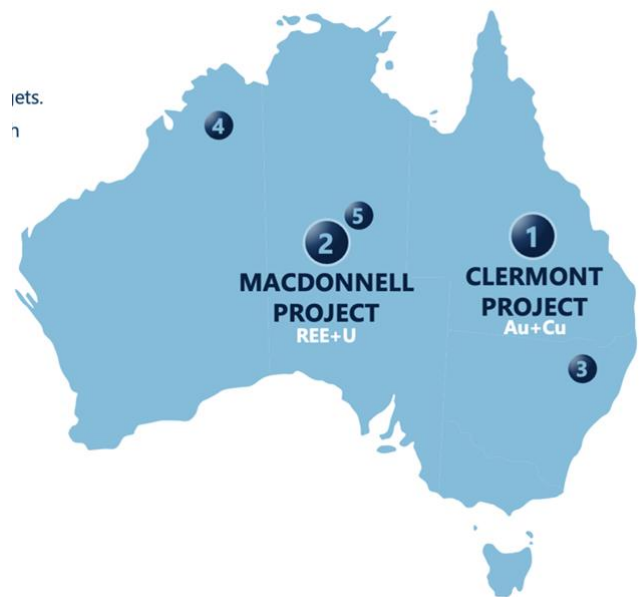 gets.
4
5
2
1
MACDONNELL
PROJECT
REE+U
CLERMONT
PROJECT
Au+Cu
3